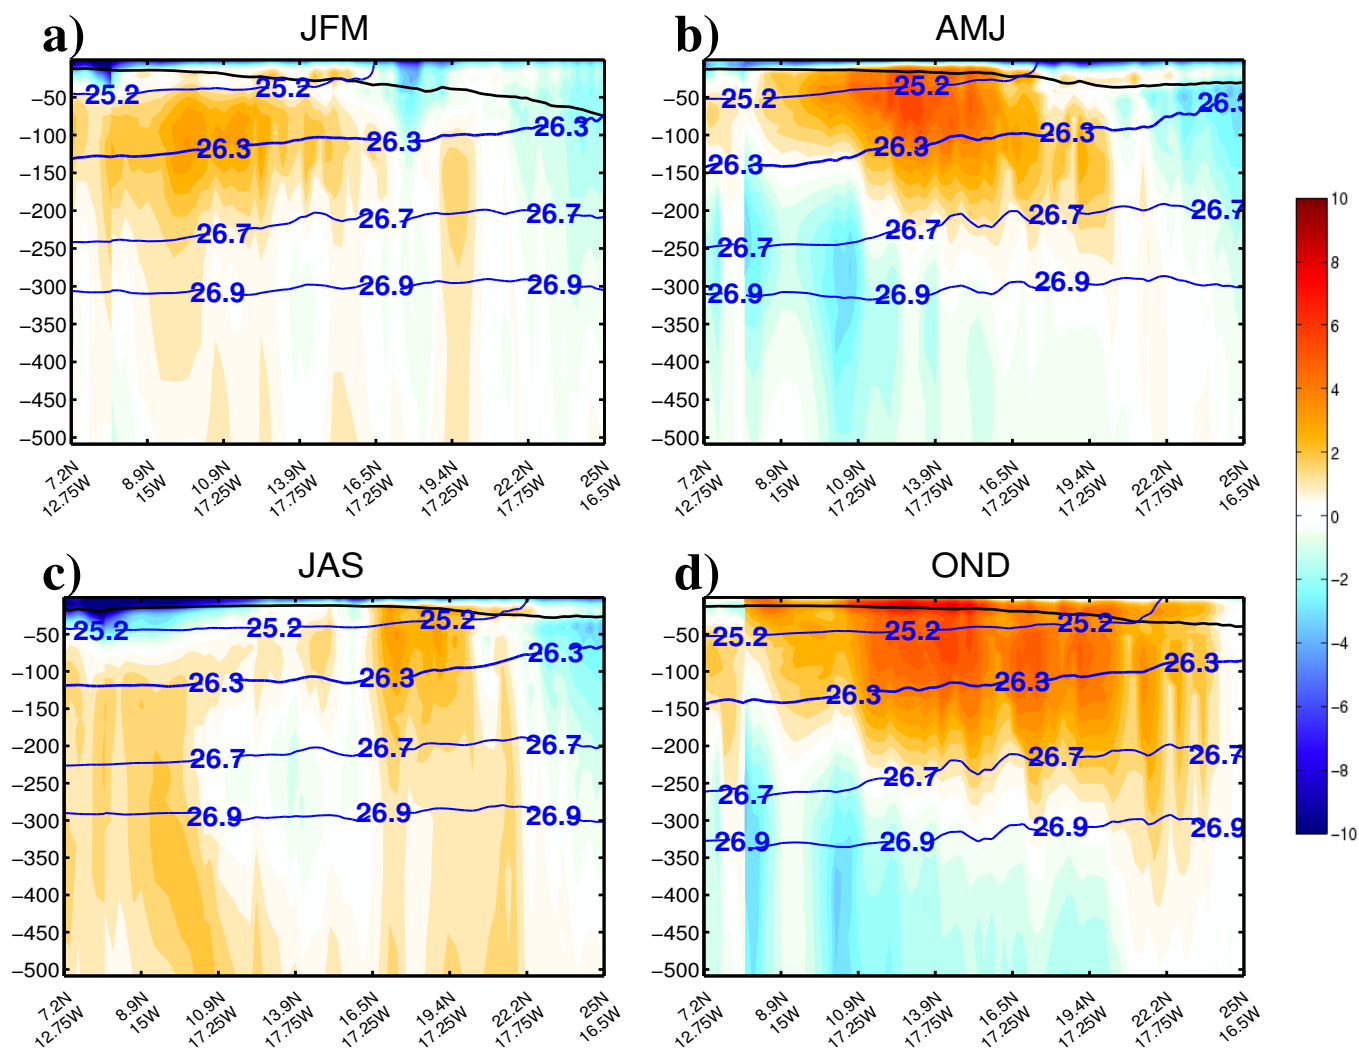 a) JFM
25.2 25.2
26.3 26.3 26.3
26.7 26.7 26.7
26.9 26.9 26.9
−50
−100
−150
−200
−250
−300
−350
−400
−450
−500
7.2N 8.9N 10.9N 13.9N 16.5N 19.4N 22.2N 25N
12.75W 15W 17.25W 17.75W 17.25W 17.25W 17.75W 16.5W
b) AMJ
25.2 25.2
26.3 26.3 26.3 26.3
26.7 26.7 26.7 26.7
26.9 26.9 26.9
−50
−100
−150
−200
−250
−300
−350
−400
−450
−500
7.2N 8.9N 10.9N 13.9N 16.5N 19.4N 22.2N 25N
12.75W 15W 17.25W 17.75W 17.25W 17.25W 17.75W 16.5W
10
8
6
4
2
0
−2
−4
−6
−8
−10
c) JAS
25.2 25.2 25.2
26.3 26.3 26.3
26.7 26.7 26.7
26.9 26.9 26.9
−50
−100
−150
−200
−250
−300
−350
−400
−450
−500
7.2N 8.9N 10.9N 13.9N 16.5N 19.4N 22.2N 25N
12.75W 15W 17.25W 17.75W 17.25W 17.25W 17.75W 16.5W
d) OND
25.2 25.2 25.2
26.3 26.3 26.3
26.7 26.7 26.7 26.7
26.9 26.9 26.9 26.9
−50
−100
−150
−200
−250
−300
−350
−400
−450
−500
7.2N 8.9N 10.9N 13.9N 16.5N 19.4N 22.2N 25N
12.75W 15W 17.25W 17.75W 17.25W 17.25W 17.75W 16.5W